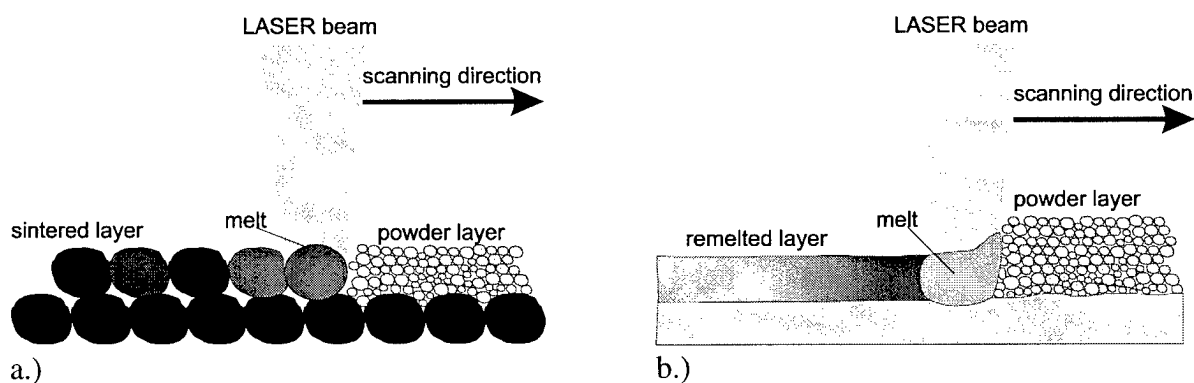 LASER beam
scanning direction
sintered layer
melt
powder layer
a.)
LASER beam
scanning direction
powder layer
melt
remelted layer
b.)